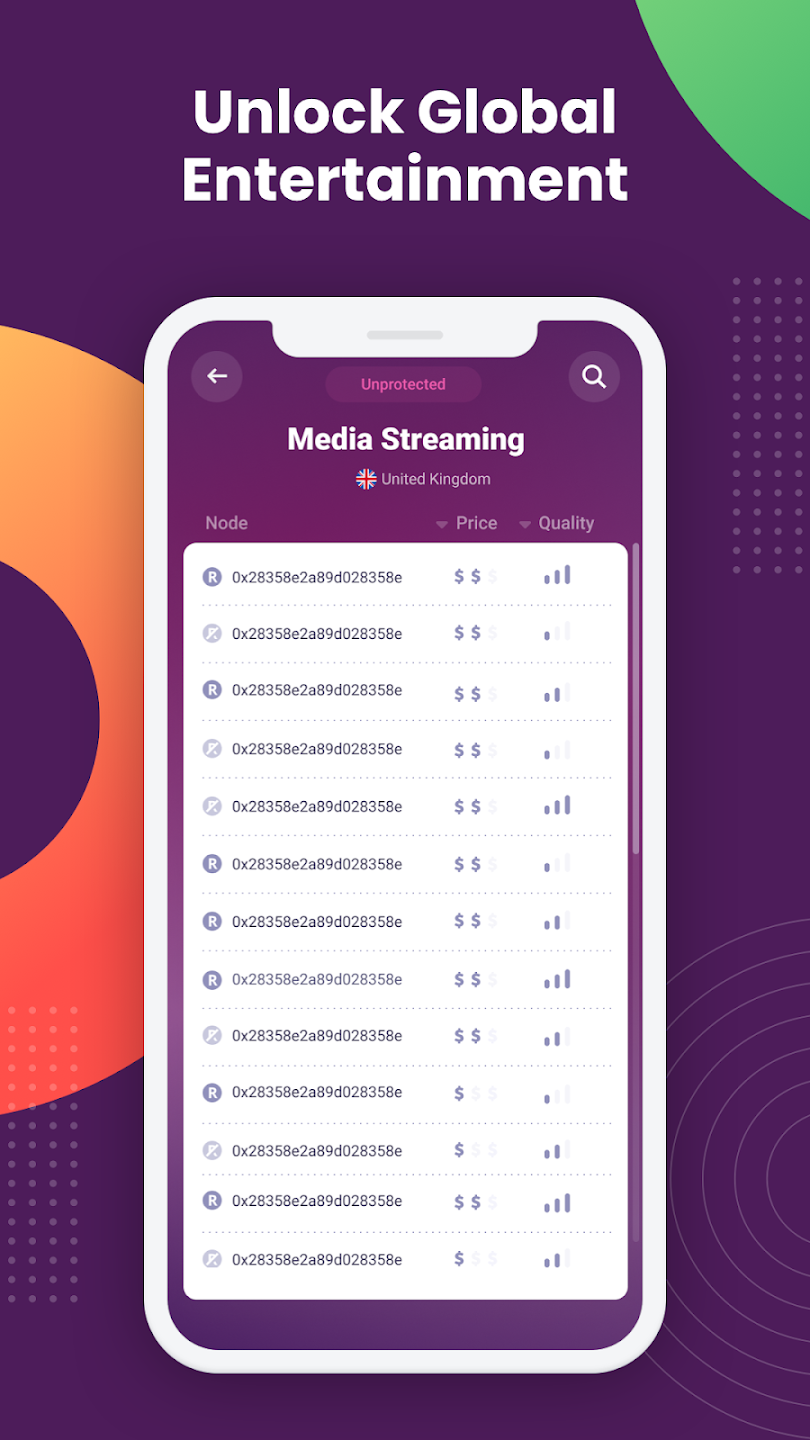 Unlock Global
Entertainment
Unprotected
Media Streaming
United Kingdom
Node Price Quality
R 0x28358e2a89d028358e $ $ $
R 0x28358e2a89d028358e $ $ $
R 0x28358e2a89d028358e $ $ $
R 0x28358e2a89d028358e $ $ $
R 0x28358e2a89d028358e $ $ $
R 0x28358e2a89d028358e $ $ $
R 0x28358e2a89d028358e $ $ $
R 0x28358e2a89d028358e $ $ $
R 0x28358e2a89d028358e $ $ $
R 0x28358e2a89d028358e $ $ $
R 0x28358e2a89d028358e $ $ $
R 0x28358e2a89d028358e $ $ $
R 0x28358e2a89d028358e $ $ $